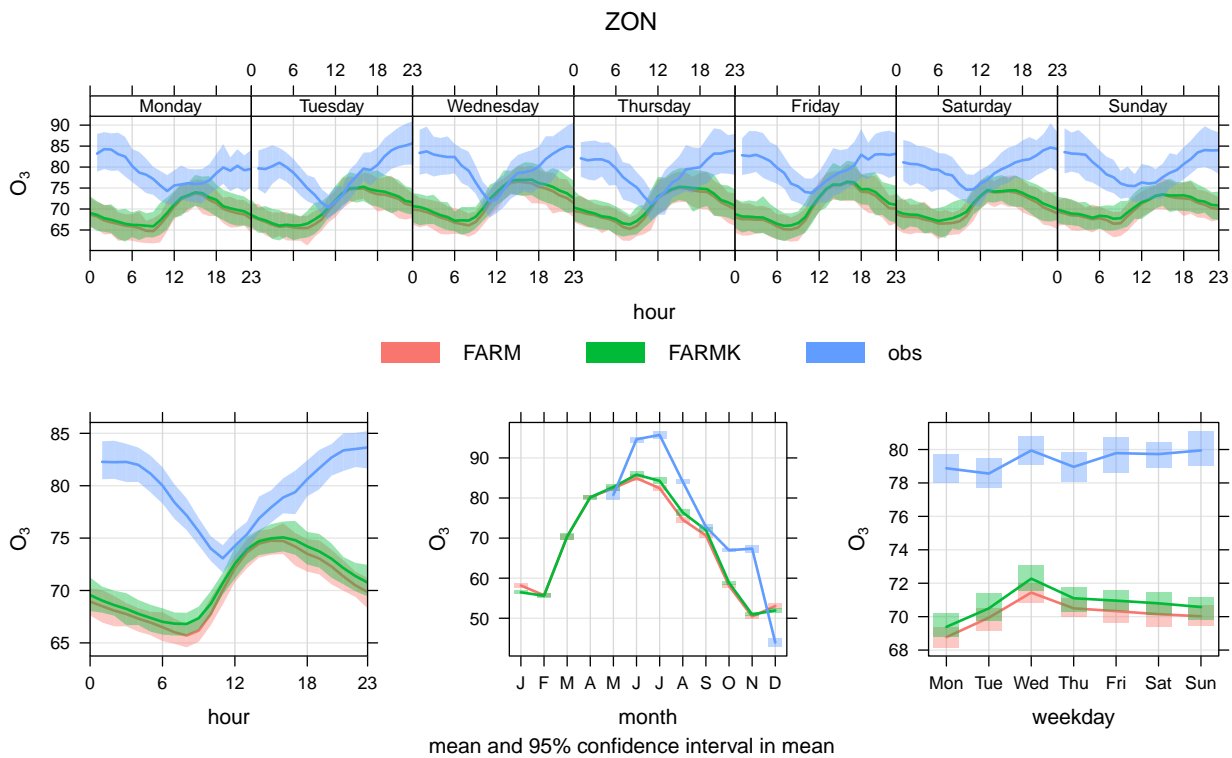 ZON
0 6 12 18 23 0 6 12 18 23 0 6 12 18 23
Monday Tuesday Wednesday Thursday Friday Saturday Sunday
90
85
80
75
70
65
O3
0 6 12 18 23 0 6 12 18 23 0 6 12 18 23 0 6 12 18 23
hour
FARM FARMK obs
85
80
75
70
65
O3
0 6 12 18 23
hour
90
80
70
60
50
O3
J F M A M J J A S O N D
month
80
78
76
74
72
70
68
O3
Mon Tue Wed Thu Fri Sat Sun
weekday
mean and 95% confidence interval in mean